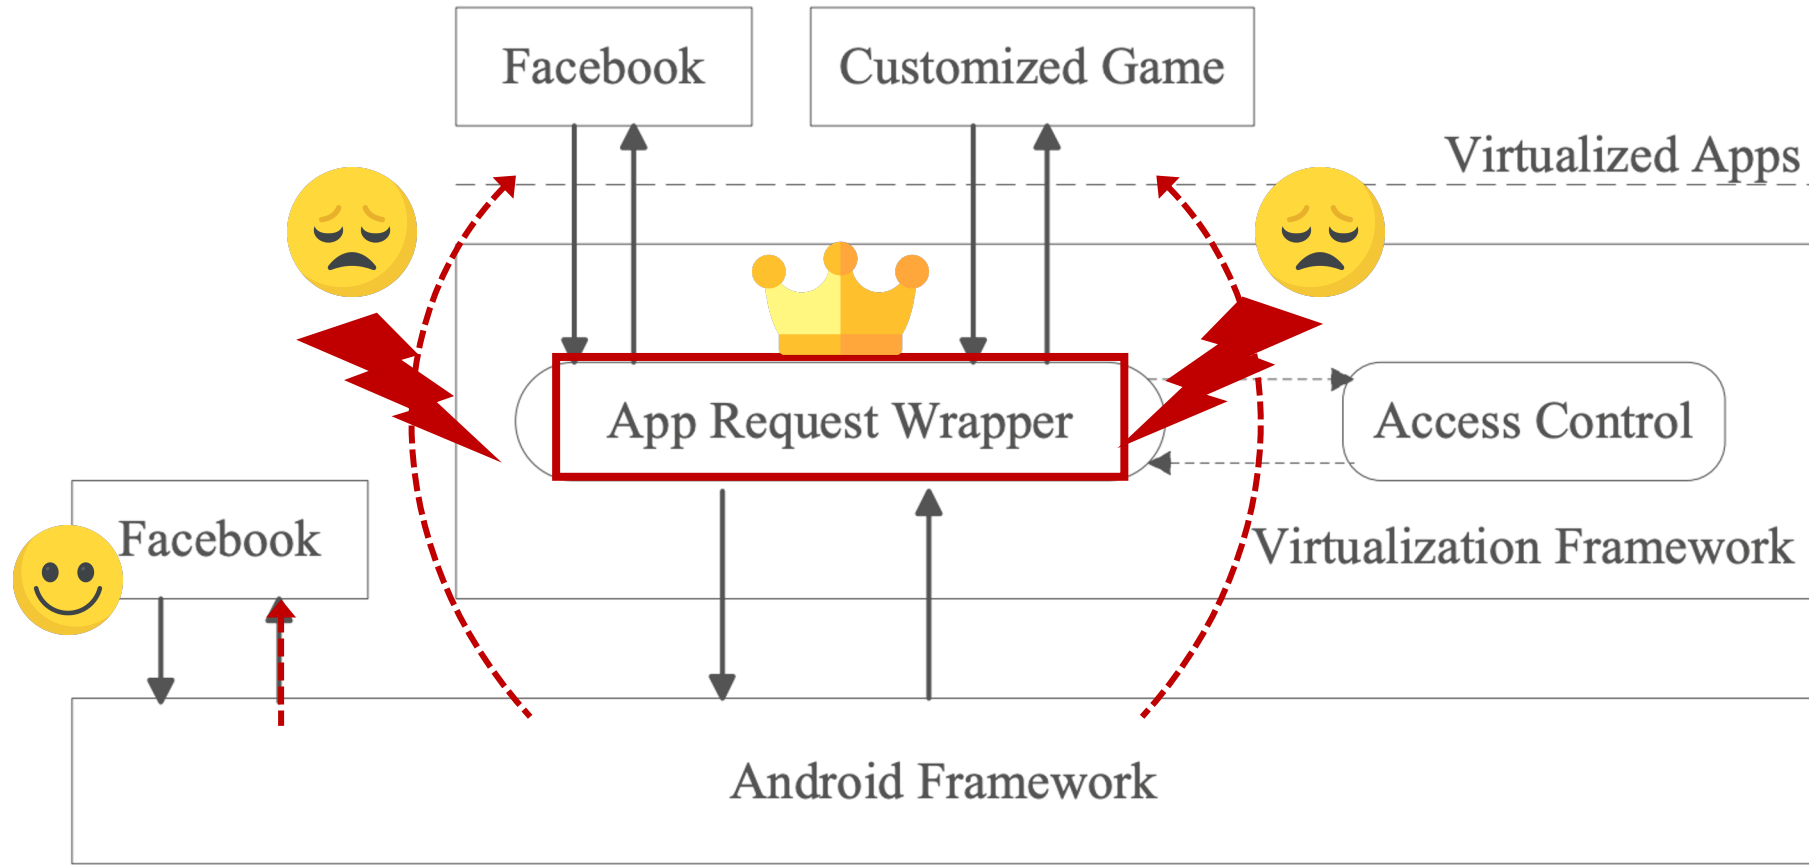 Facebook
Customized Game
Virtualized Apps
App Request Wrapper
Access Control
Facebook
Virtualization Framework
Android Framework